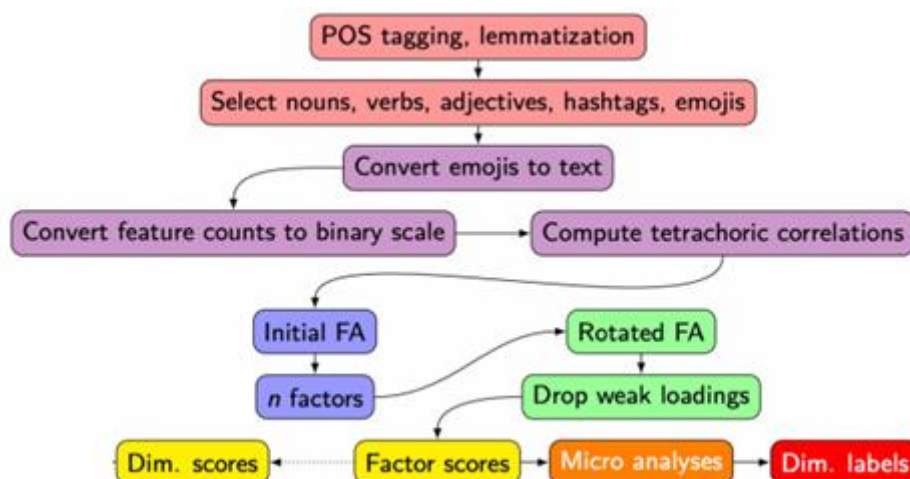 POS tagging, lemmatization
Select nouns, verbs, adjectives, hashtags, emojis
Convert emojis to text
Convert feature counts to binary scale
Compute tetrachoric correlations
Initial FA
Rotated FA
n factors
Drop weak loadings
Dim. scores
Factor scores
Micro analyses
Dim. labels